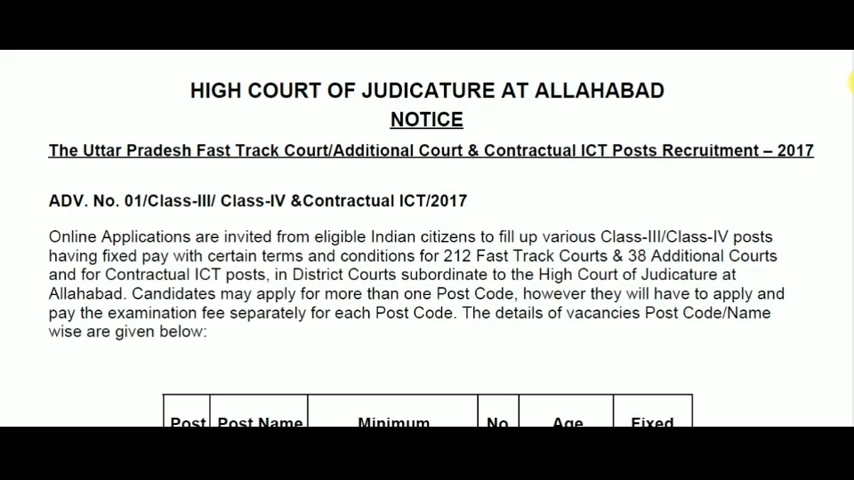 HIGH COURT OF JUDICATURE AT ALLAHABAD
NOTICE
The Uttar Pradesh Fast Track Court/Additional Court & Contractual ICT Posts Recruitment – 2017
ADV. No. 01/Class-III/ Class-IV &Contractual ICT/2017
Online Applications are invited from eligible Indian citizens to fill up various Class-III/Class-IV posts
having fixed pay with certain terms and conditions for 212 Fast Track Courts & 38 Additional Courts
and for Contractual ICT posts, in District Courts subordinate to the High Court of Judicature at
Allahabad. Candidates may apply for more than one Post Code, however they will have to apply and
pay the examination fee separately for each Post Code. The details of vacancies Post Code/Name
wise are given below:
Post Post Name Minimum No Age Fixed